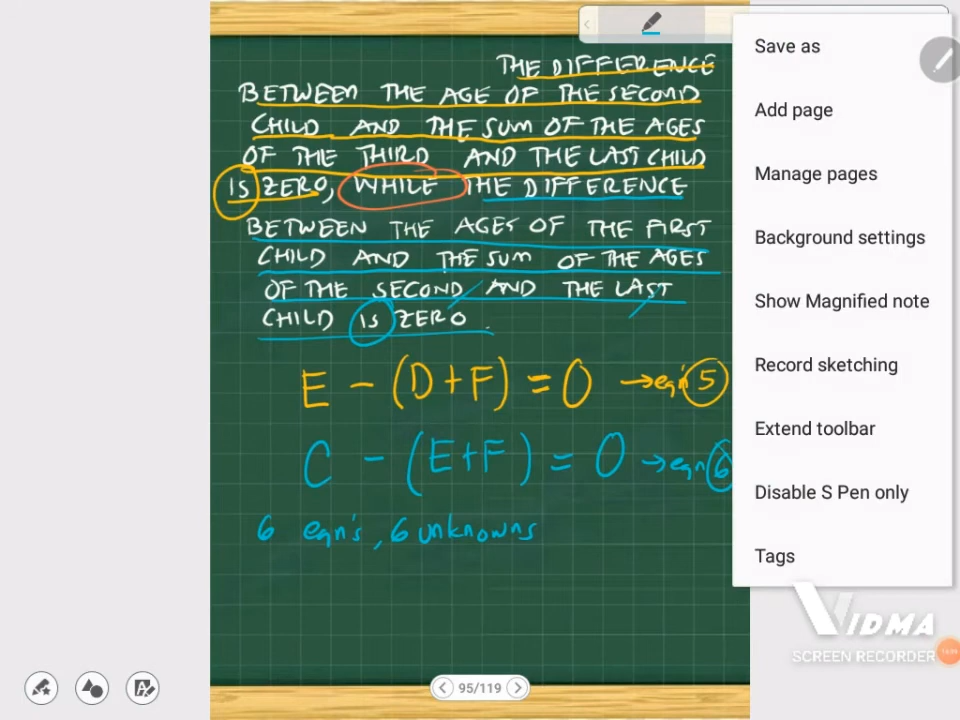 THE DIFFERENCE
BETWEEN THE AGE OF THE SECOND
CHILD AND THE SUM OF THE AGES
OF THE THIRD AND THE LAST CHILD
IS ZERO, WHILE THE DIFFERENCE
BETWEEN THE AGES OF THE FIRST
CHILD AND THE SUM OF THE AGES
OF THE SECOND AND THE LAST
CHILD IS ZERO.
E - (D+F) = 0 → eqn 5
C - (E+F) = 0 → eqn 6
6 eqn's, 6 unknowns
Save as
Add page
Manage pages
Background settings
Show Magnified note
Record sketching
Extend toolbar
Disable S Pen only
Tags
VIDMA
SCREEN RECORDER
95/119